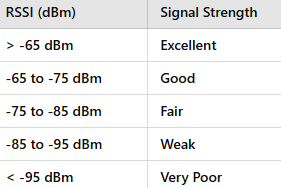 RSSI (dBm) Signal Strength
> -65 dBm Excellent
-65 to -75 dBm Good
-75 to -85 dBm Fair
-85 to -95 dBm Weak
< -95 dBm Very Poor